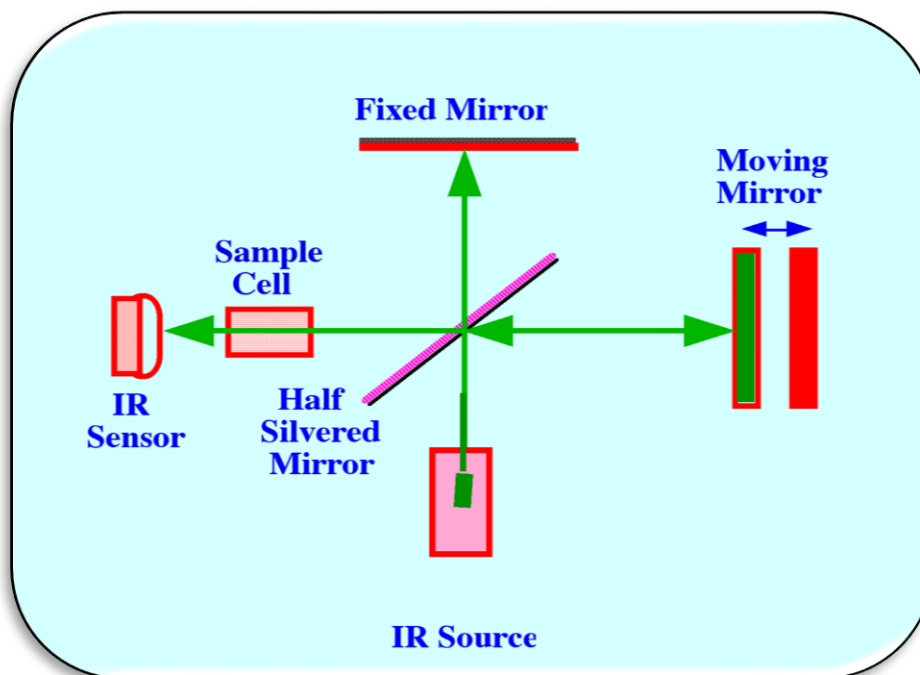 Fixed Mirror
Moving
Mirror
Sample
Cell
IR
Sensor
Half
Silvered
Mirror
IR Source